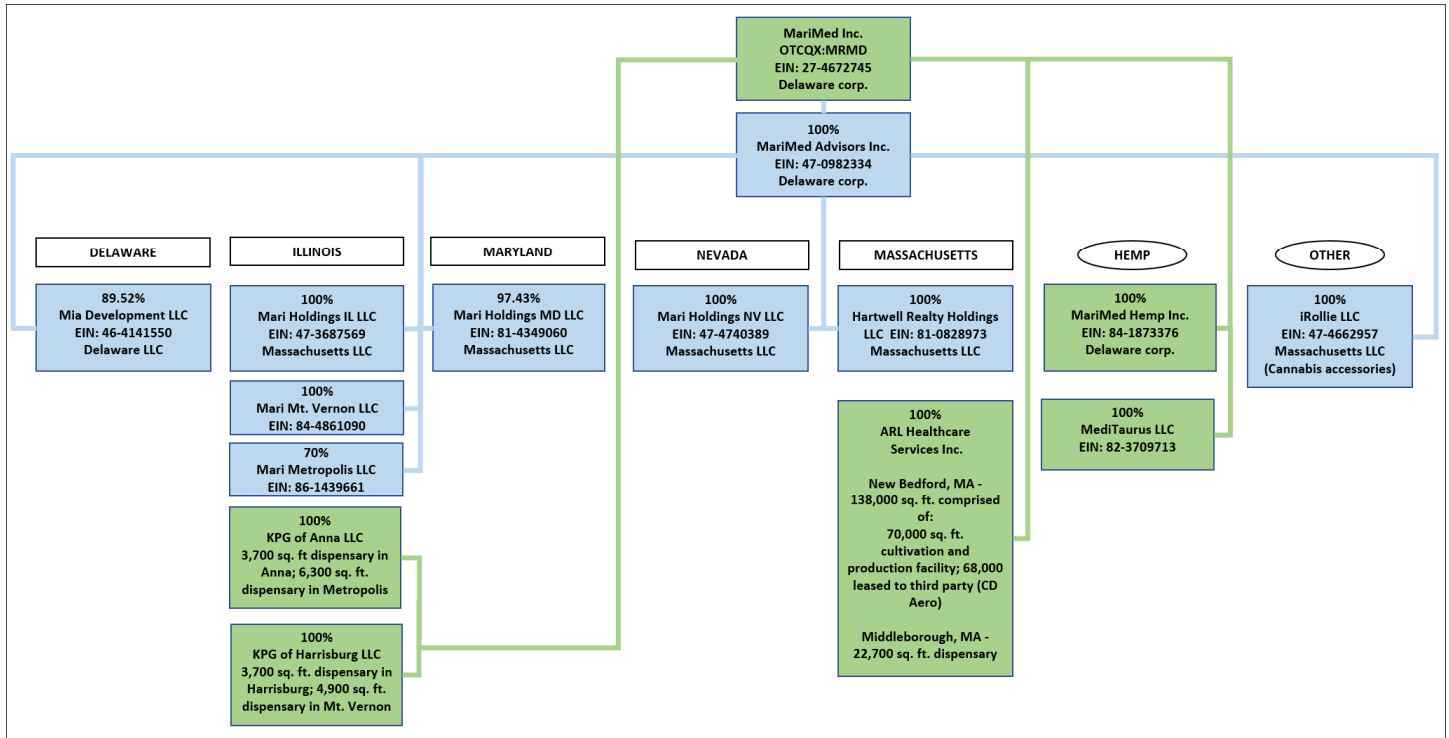 MariMed Inc.
OTCQX:MRMD
EIN: 27-4672745
Delaware corp.
100%
MariMed Advisors Inc.
EIN: 47-0982334
Delaware corp.
DELAWARE
ILLINOIS
MARYLAND
NEVADA
MASSACHUSETTS
HEMP
OTHER
89.52%
Mia Development LLC
EIN: 46-4141550
Delaware LLC
100%
Mari Holdings IL LLC
EIN: 47-3687569
Massachusetts LLC
97.43%
Mari Holdings MD LLC
EIN: 81-4349060
Massachusetts LLC
100%
Mari Holdings NV LLC
EIN: 47-4740389
Massachusetts LLC
100%
Hartwell Realty Holdings
LLC EIN: 81-0828973
Massachusetts LLC
100%
MariMed Hemp Inc.
EIN: 84-1873376
Delaware corp.
100%
iRollie LLC
EIN: 47-4662957
Massachusetts LLC
(Cannabis accessories)
100%
Mari Mt. Vernon LLC
EIN: 84-4861090
70%
Mari Metropolis LLC
EIN: 86-1439661
100%
KPG of Anna LLC
3,700 sq. ft dispensary in
Anna; 6,300 sq. ft.
dispensary in Metropolis
100%
KPG of Harrisburg LLC
3,700 sq. ft. dispensary in
Harrisburg; 4,900 sq. ft.
dispensary in Mt. Vernon
100%
ARL Healthcare
Services Inc.
New Bedford, MA -
138,000 sq. ft. comprised
of:
70,000 sq. ft.
cultivation and
production facility; 68,000
leased to third party (CD
Aero)
Middleborough, MA -
22,700 sq. ft. dispensary
100%
MediTaurus LLC
EIN: 82-3709713